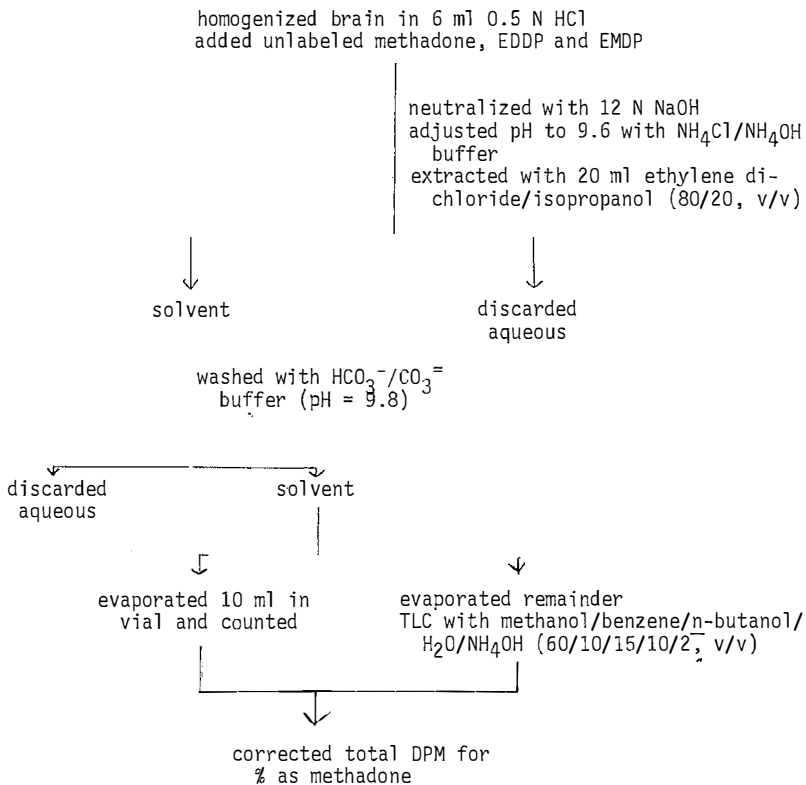 homogenized brain in 6 ml 0.5 N HCl
added unlabeled methadone, EDDP and EMDP
neutralized with 12 N NaOH
adjusted pH to 9.6 with NH₄Cl/NH₄OH
buffer
extracted with 20 ml ethylene di-
chloride/isopropanol (80/20, v/v)
solvent
discarded
aqueous
washed with HCO₃⁻/CO₃⁼
buffer (pH = 9.8)
discarded
aqueous
solvent
evaporated 10 ml in
vial and counted
evaporated remainder
TLC with methanol/benzene/n-butanol/
H₂O/NH₄OH (60/10/15/10/2, v/v)
corrected total DPM for
% as methadone